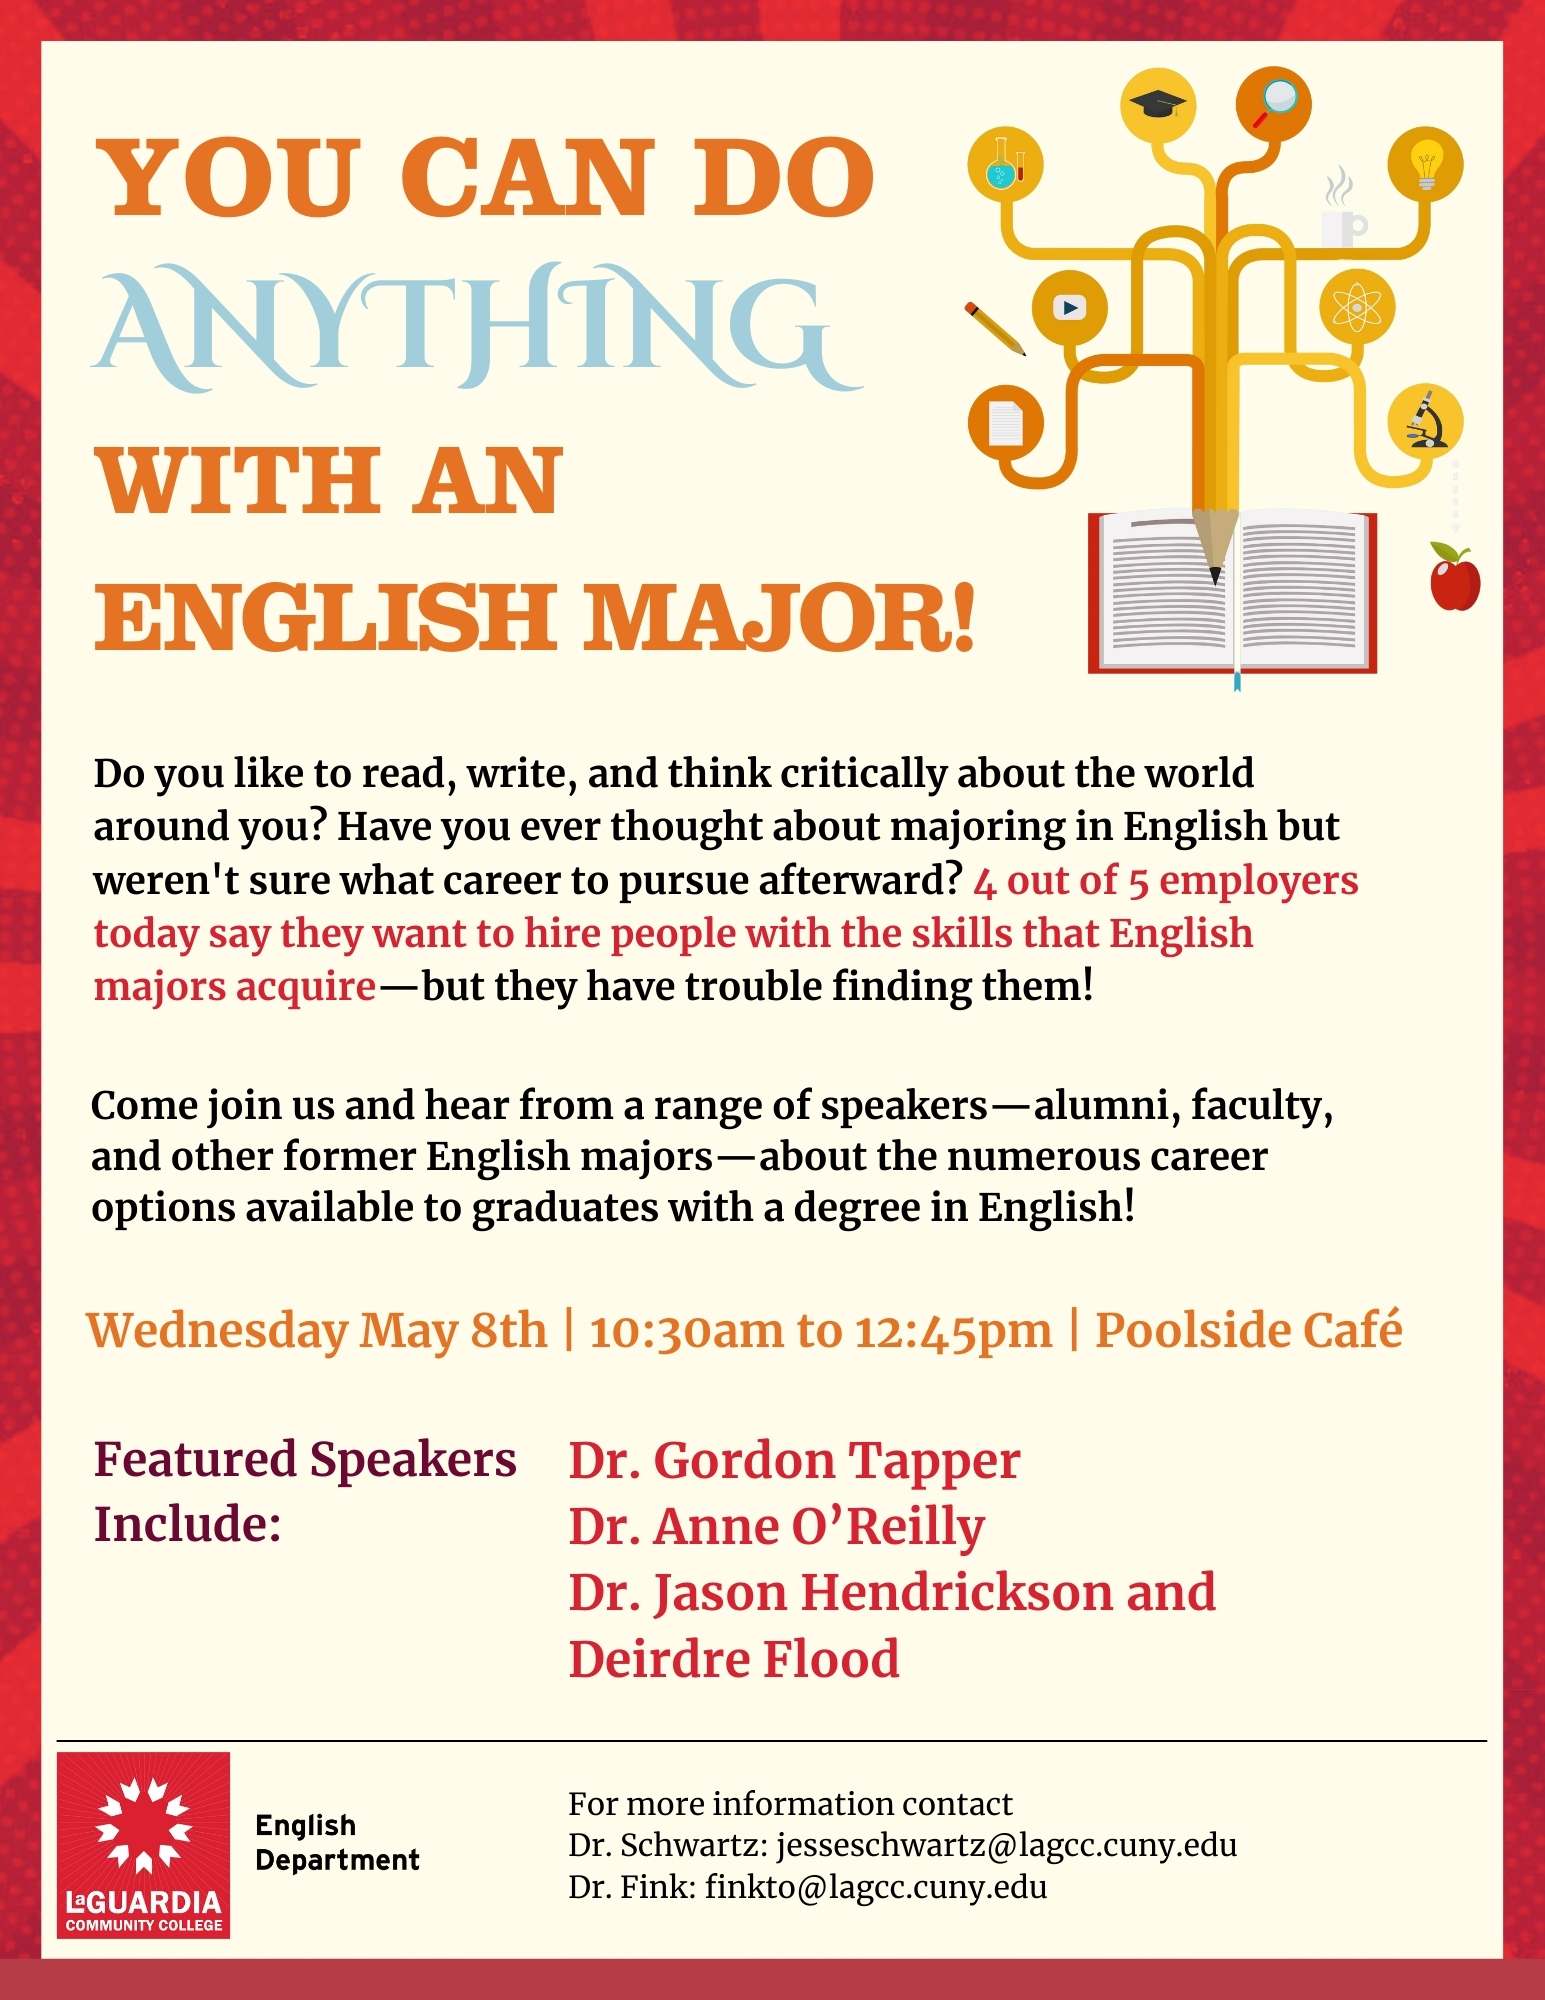 YOU CAN DO
ANYTHING
WITH AN
ENGLISH MAJOR!
Do you like to read, write, and think critically about the world
around you? Have you ever thought about majoring in English but
weren't sure what career to pursue afterward? 4 out of 5 employers
today say they want to hire people with the skills that English
majors acquire—but they have trouble finding them!
Come join us and hear from a range of speakers—alumni, faculty,
and other former English majors—about the numerous career
options available to graduates with a degree in English!
Wednesday May 8th | 10:30am to 12:45pm | Poolside Café
Featured Speakers
Include:
Dr. Gordon Tapper
Dr. Anne O’Reilly
Dr. Jason Hendrickson and
Deirdre Flood
LaGUARDIA
COMMUNITY COLLEGE
English
Department
For more information contact
Dr. Schwartz: jesseschwartz@lagcc.cuny.edu
Dr. Fink: finkto@lagcc.cuny.edu